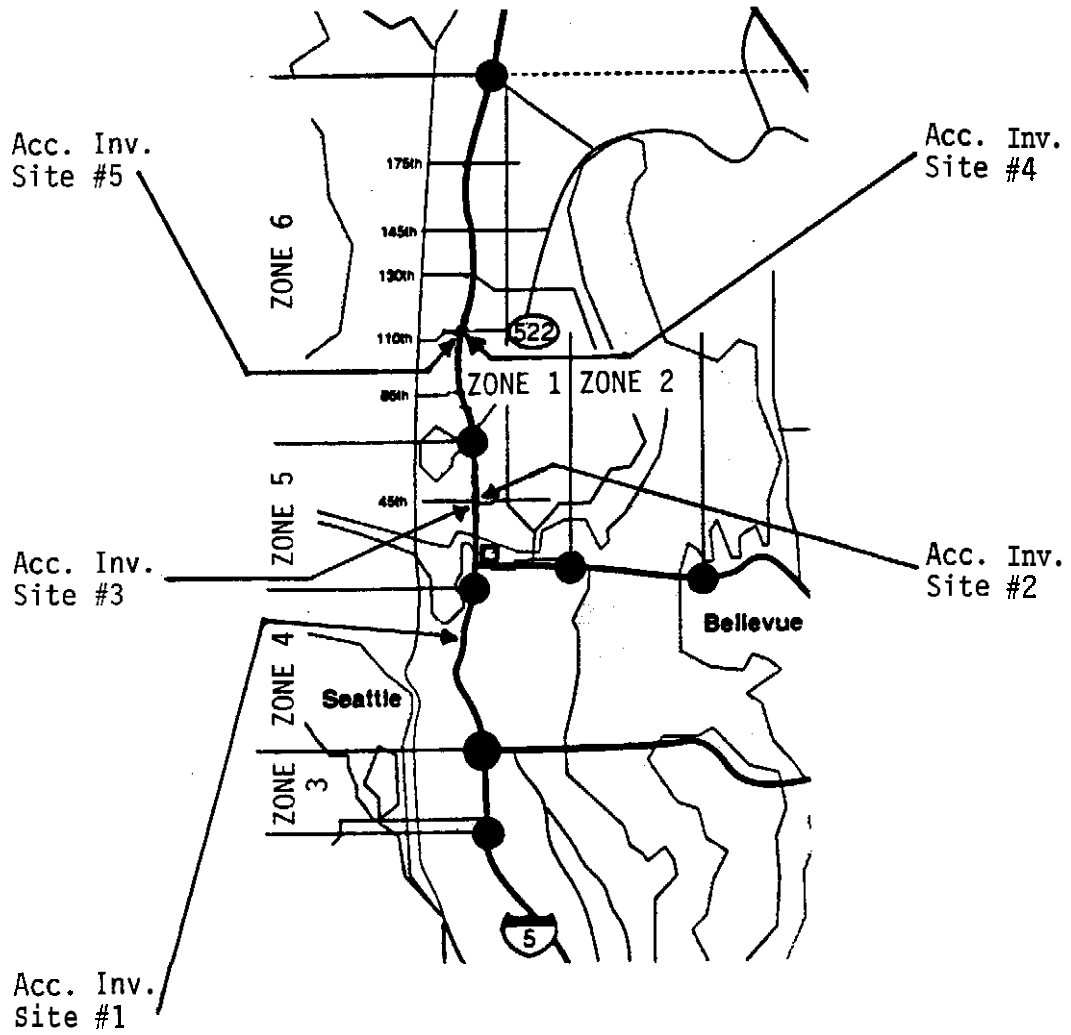 Acc. Inv.
Site #5
Acc. Inv.
Site #4
175th
ZONE 6
145th
130th
110th
522
ZONE 1
ZONE 2
85th
ZONE 5
45th
Acc. Inv.
Site #3
Acc. Inv.
Site #2
Bellevue
ZONE 4
Seattle
ZONE
3
5
Acc. Inv.
Site #1